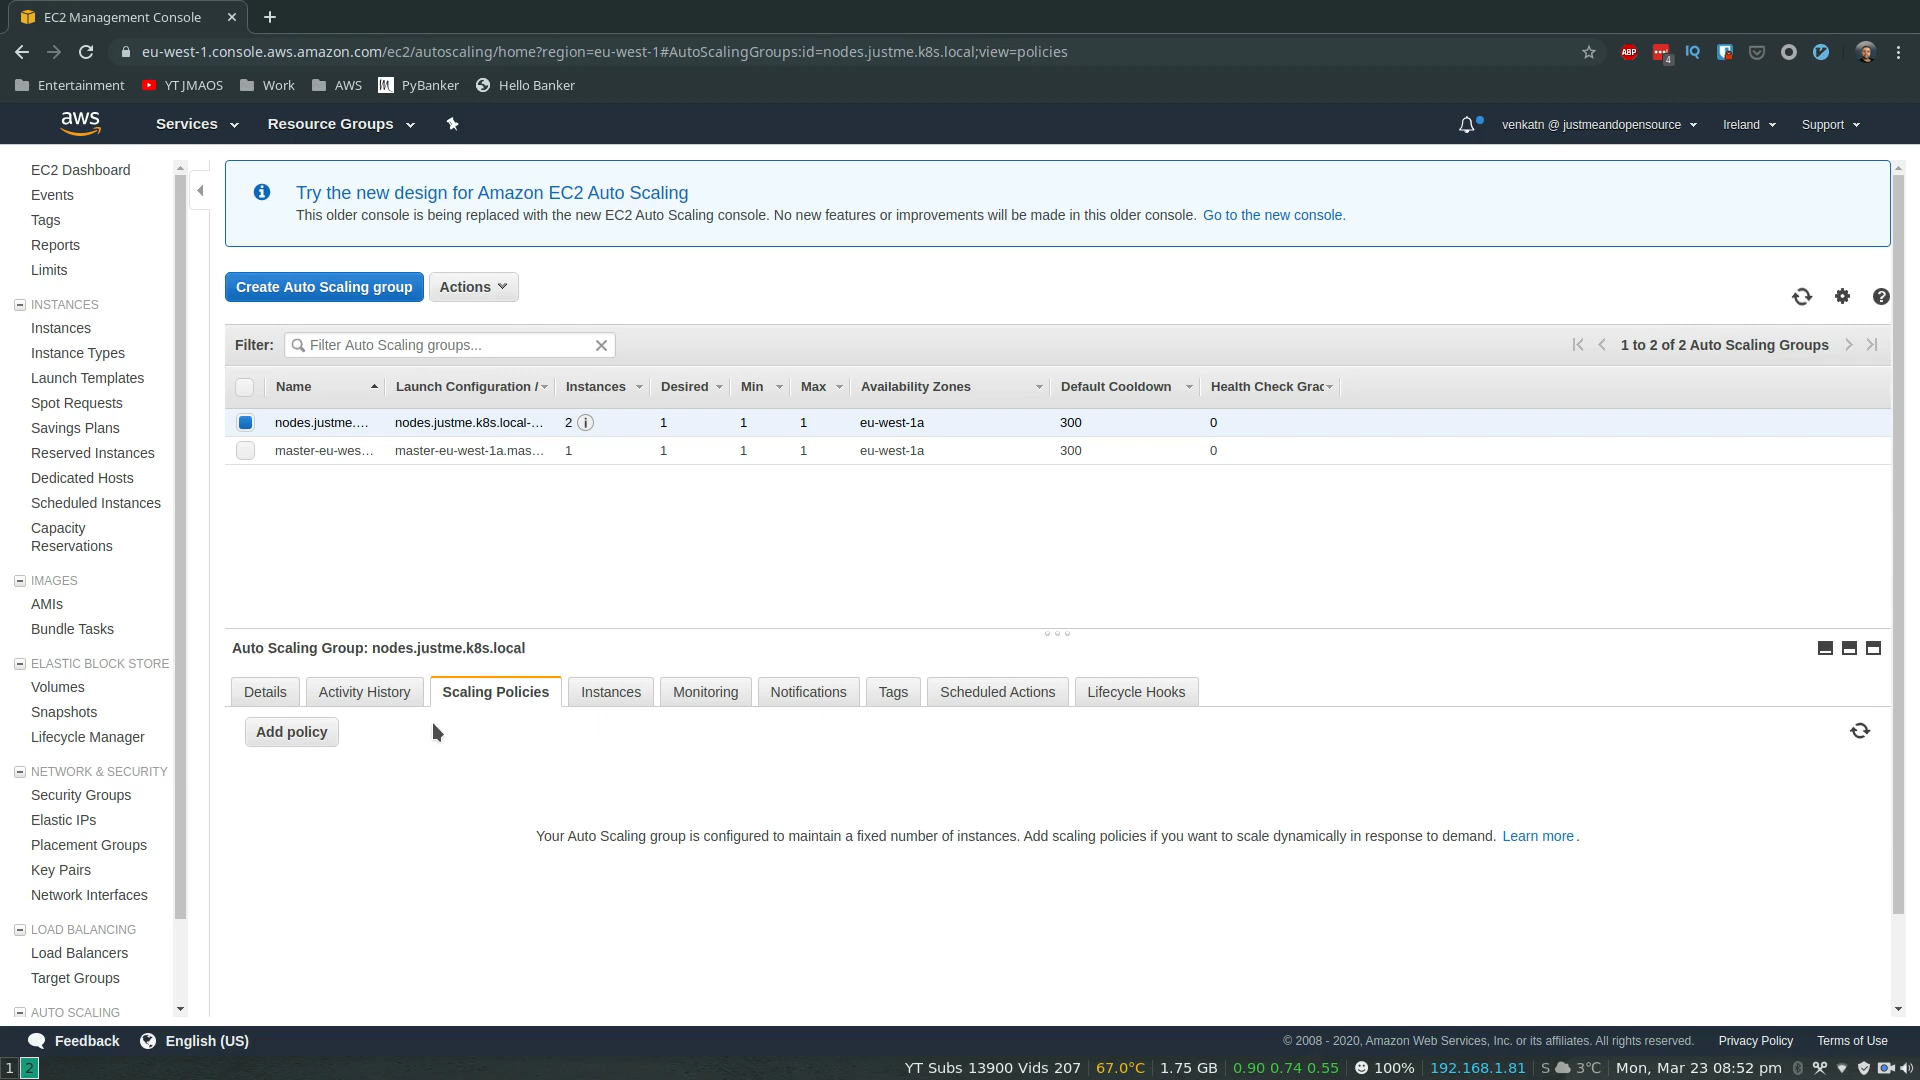 EC2 Management Console
eu-west-1.console.aws.amazon.com/ec2/autoscaling/home?region=eu-west-1#AutoScalingGroups:id=nodes.justme.k8s.local;view=policies
ABP
4
IQ
Entertainment
YT JMAOS
Work
AWS
PyBanker
Hello Banker
aws
Services
Resource Groups
venkatn @ justmeandopensource
Ireland
Support
EC2 Dashboard
Events
Tags
Reports
Limits
INSTANCES
Instances
Instance Types
Launch Templates
Spot Requests
Savings Plans
Reserved Instances
Dedicated Hosts
Scheduled Instances
Capacity
Reservations
IMAGES
AMIs
Bundle Tasks
ELASTIC BLOCK STORE
Volumes
Snapshots
Lifecycle Manager
NETWORK & SECURITY
Security Groups
Elastic IPs
Placement Groups
Key Pairs
Network Interfaces
LOAD BALANCING
Load Balancers
Target Groups
AUTO SCALING
Try the new design for Amazon EC2 Auto Scaling
This older console is being replaced with the new EC2 Auto Scaling console. No new features or improvements will be made in this older console. Go to the new console.
Create Auto Scaling group Actions
Filter: Filter Auto Scaling groups... 1 to 2 of 2 Auto Scaling Groups
Name Launch Configuration / Instances Desired Min Max Availability Zones Default Cooldown Health Check Grac
nodes.justme.... nodes.justme.k8s.local-... 2 1 1 1 eu-west-1a 300 0
master-eu-wes... master-eu-west-1a.mas... 1 1 1 1 eu-west-1a 300 0
Auto Scaling Group: nodes.justme.k8s.local
Details Activity History Scaling Policies Instances Monitoring Notifications Tags Scheduled Actions Lifecycle Hooks
Add policy
Your Auto Scaling group is configured to maintain a fixed number of instances. Add scaling policies if you want to scale dynamically in response to demand. Learn more.
Feedback English (US) © 2008 - 2020, Amazon Web Services, Inc. or its affiliates. All rights reserved. Privacy Policy Terms of Use
1 2 YT Subs 13900 Vids 207 67.0°C 1.75 GB 0.90 0.74 0.55 100% 192.168.1.81 S 3°C Mon, Mar 23 08:52 pm